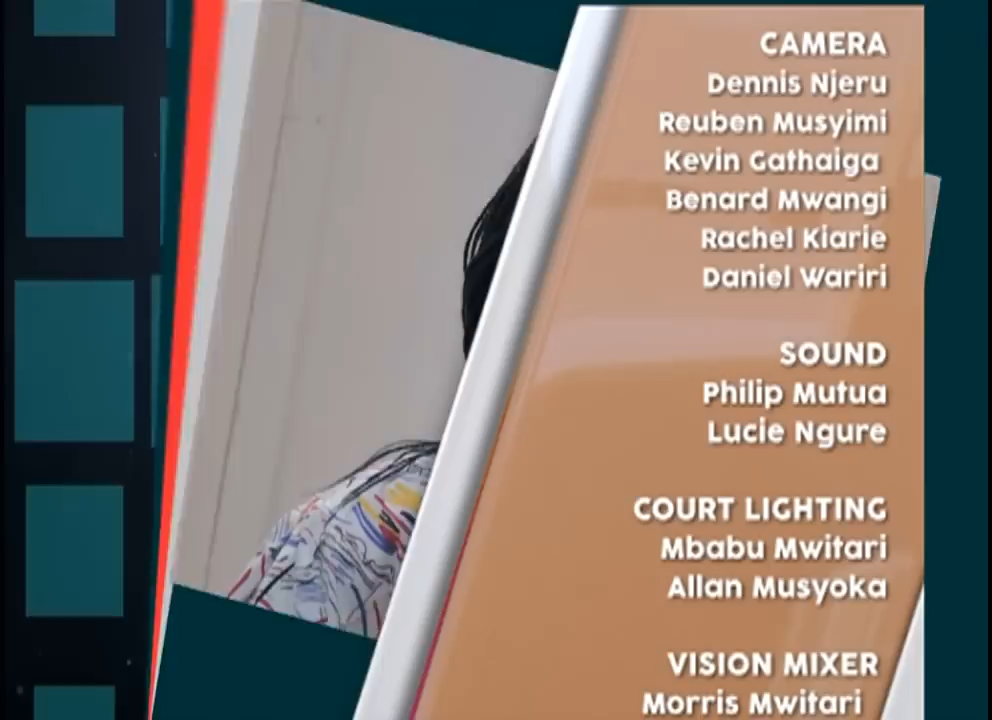 CAMERA
Dennis Njeru
Reuben Musyimi
Kevin Gathaiga
Benard Mwangi
Rachel Kiarie
Daniel Wariri
SOUND
Philip Mutua
Lucie Ngure
COURT LIGHTING
Mbabu Mwitari
Allan Musyoka
VISION MIXER
Morris Mwitari